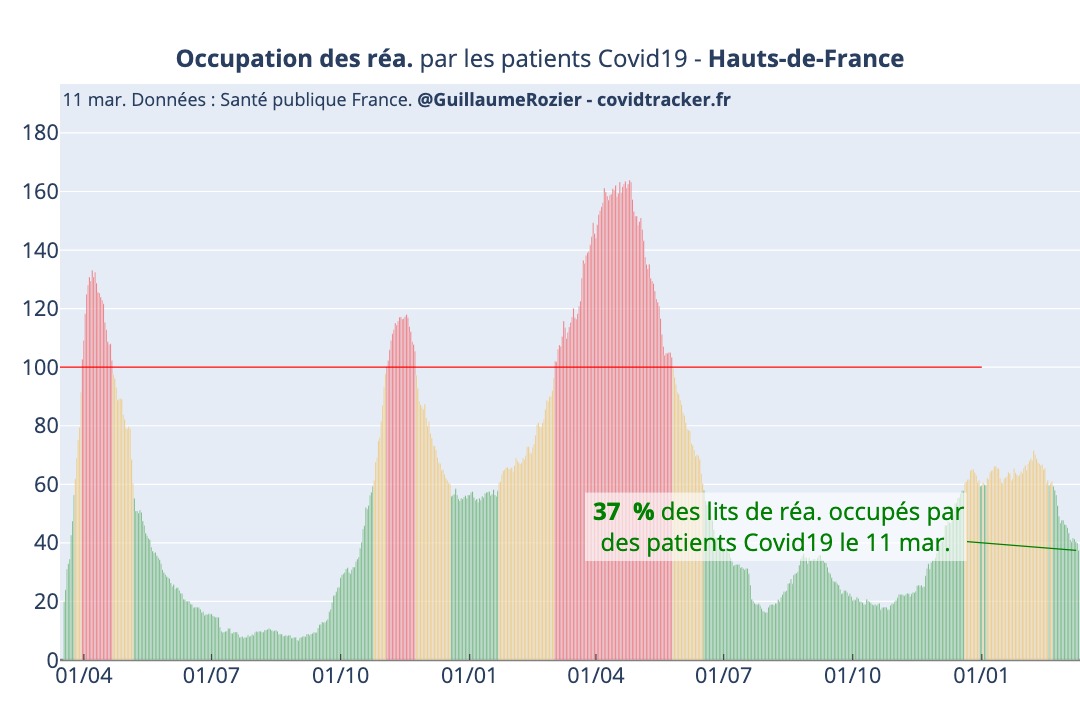 Occupation des réa. par les patients Covid19 - Hauts-de-France
11 mar. Données : Santé publique France. @GuillaumeRozier - covidtracker.fr
180
160
140
120
100
80
60
40
20
0
37 % des lits de réa. occupés par
des patients Covid19 le 11 mar.
01/04 01/07 01/10 01/01 01/04 01/07 01/10 01/01